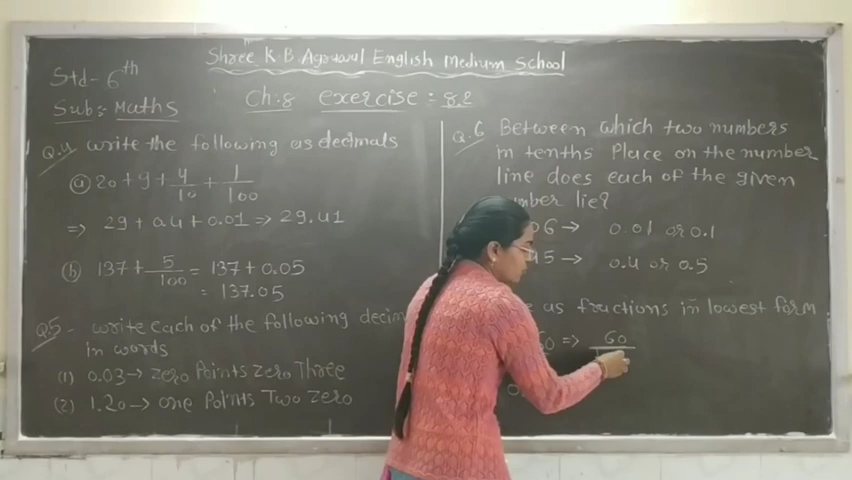 Shree K.B Agrawal English Medium School
Std- 6th
Sub:- Maths
Ch:8 exercise:- 8.2
Q.4 write the following as decimals
(a) 20+9+4/10+1/100
=> 29+0.4+0.01 => 29.41
(b) 137+5/100 = 137+0.05
= 137.05
Q.5 - write each of the following decim
in words
(1) 0.03 → zero Points zero Three
(2) 1.20 → one Points Two zero
Q.6 Between which two numbers
in tenths Place on the number
line does each of the given
umber lie?
06 → 0.01 or 0.1
45 → 0.4 or 0.5
as fractions in lowest form
60 => 60